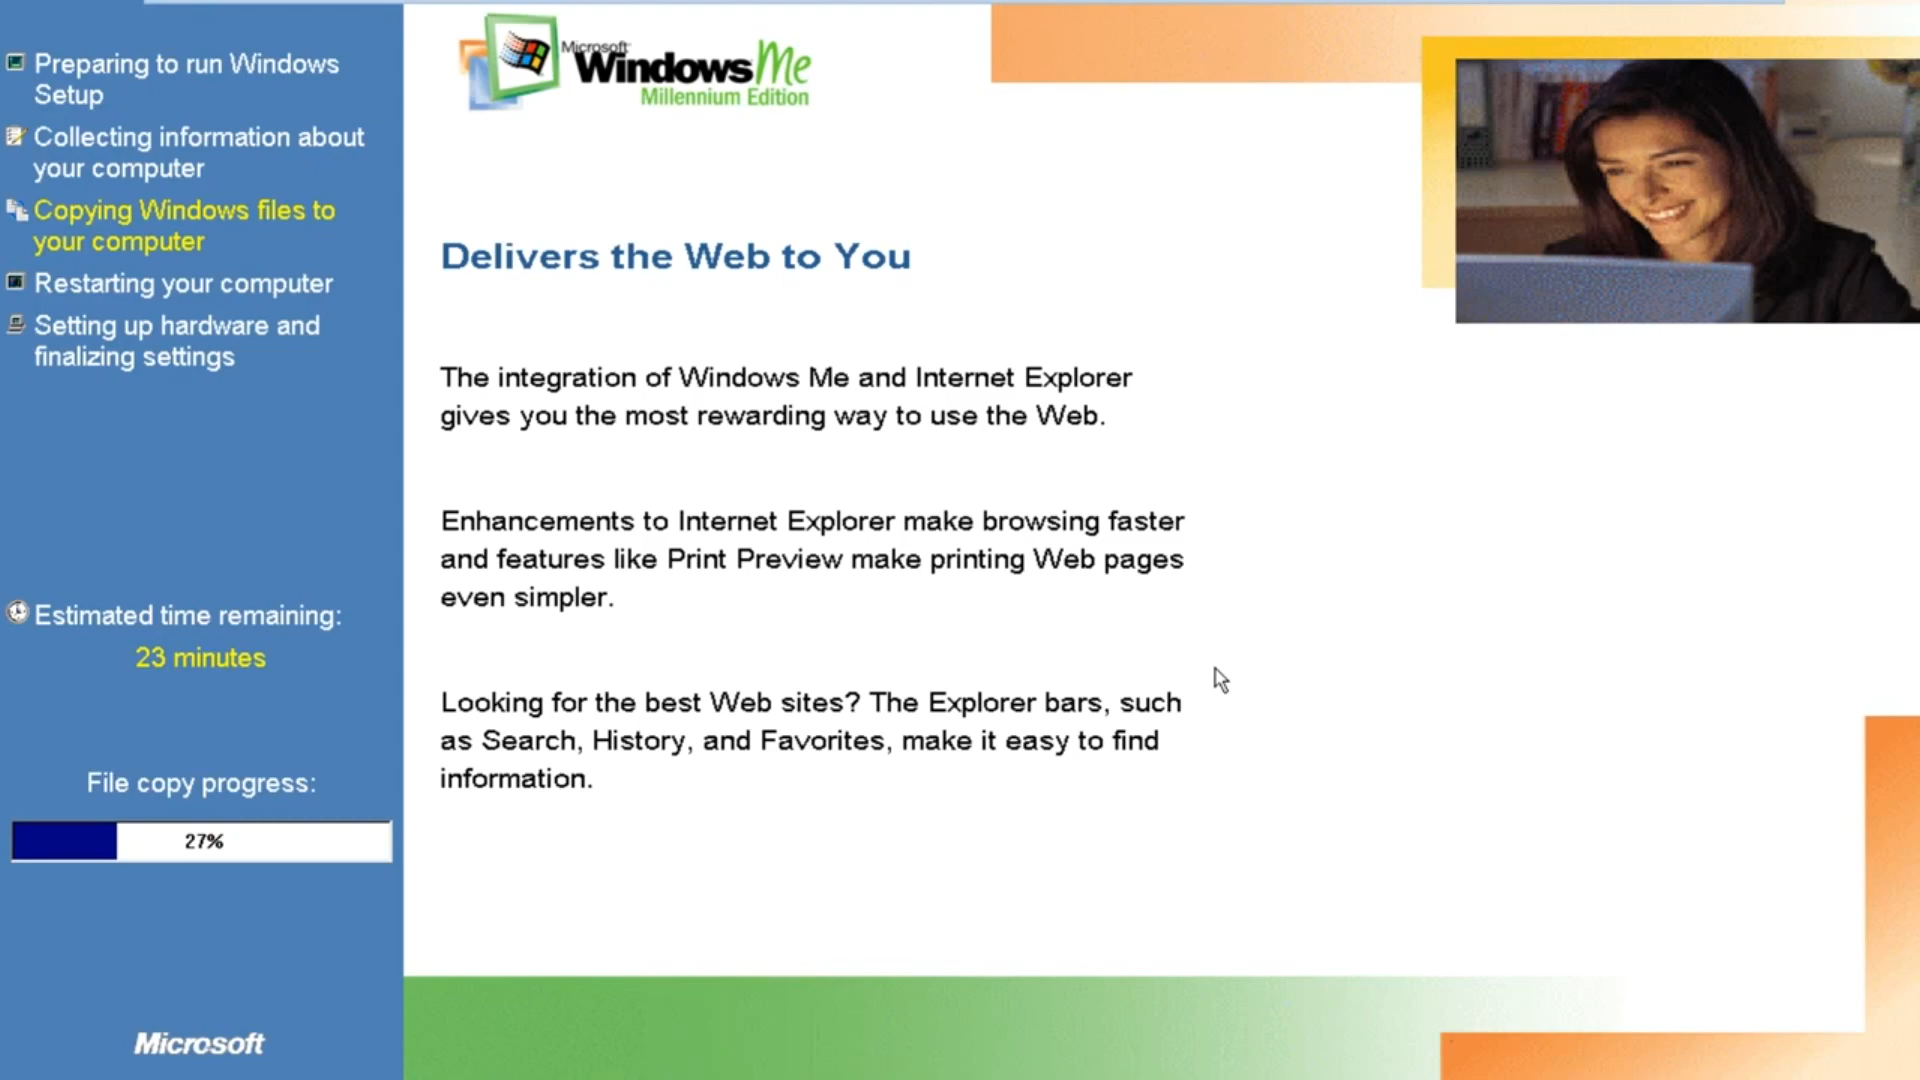 Preparing to run Windows
Setup
Collecting information about
your computer
Copying Windows files to
your computer
Restarting your computer
Setting up hardware and
finalizing settings
Estimated time remaining:
23 minutes
File copy progress:
27%
Microsoft
Microsoft
Windows Me
Millennium Edition
Delivers the Web to You
The integration of Windows Me and Internet Explorer
gives you the most rewarding way to use the Web.
Enhancements to Internet Explorer make browsing faster
and features like Print Preview make printing Web pages
even simpler.
Looking for the best Web sites? The Explorer bars, such
as Search, History, and Favorites, make it easy to find
information.